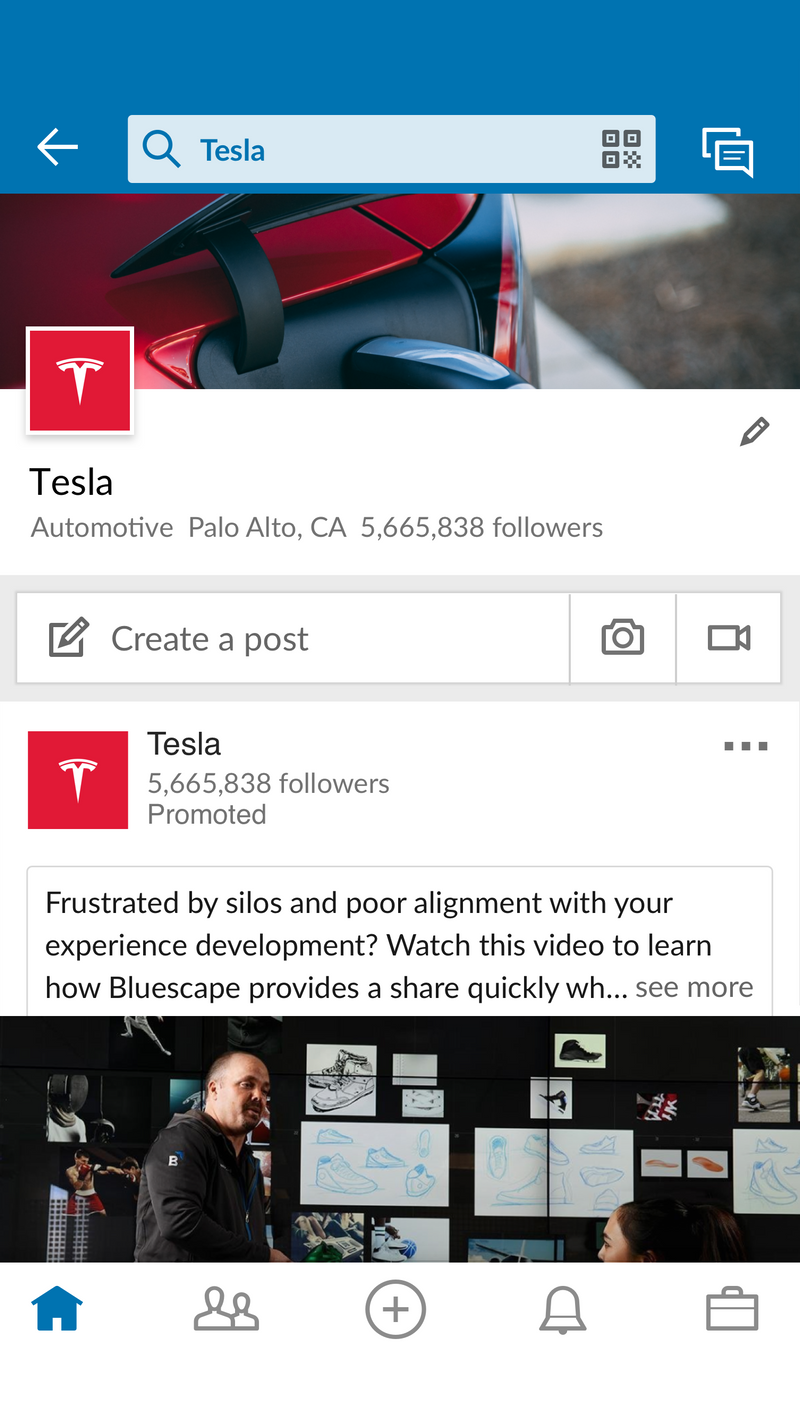 Tesla
Tesla
Automotive Palo Alto, CA 5,665,838 followers
Create a post
Tesla
5,665,838 followers
Promoted
Frustrated by silos and poor alignment with your
experience development? Watch this video to learn
how Bluescape provides a share quickly wh... see more
B